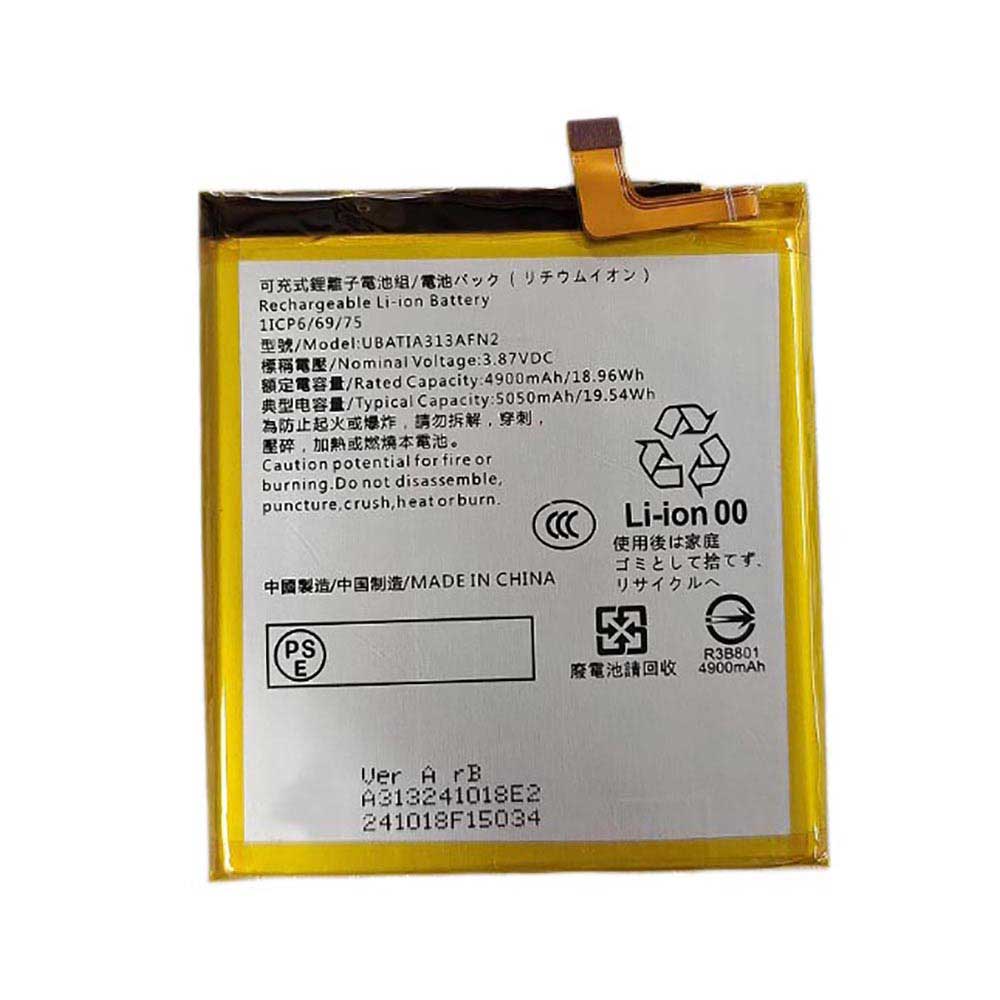 可充式鋰離子電池組/電池パック（リチウムイオン）
Rechargeable Li-ion Battery
1ICP6/69/75
型號/Model:UBATIA313AFN2
標稱電壓/Nominal Voltage:3.87VDC
額定電容量/Rated Capacity:4900mAh/18.96Wh
典型电容量/Typical Capacity:5050mAh/19.54Wh
為防止起火或爆炸，請勿拆解，穿刺，
壓碎，加熱或燃燒本電池。
Caution potential for fire or
burning.Do not disassemble,
puncture,crush,heat or burn.
CCC
Li-ion 00
使用後は家庭
ゴミとして捨てず、
リサイクルへ
中國製造/中国制造/MADE IN CHINA
PS
E
廢電池請回收
R3B801
4900mAh
Ver A rB
A313241018E2
241018F15034